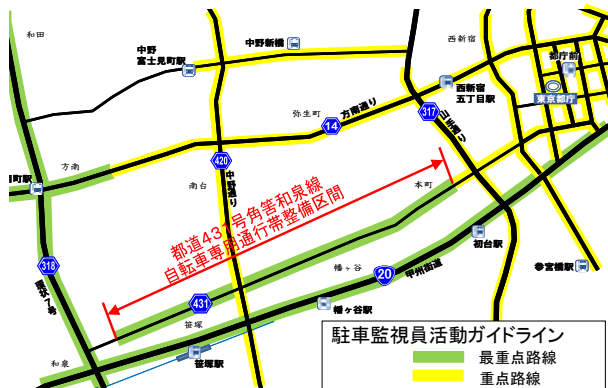 和田
中野
富士見町駅
中野新橋
西新宿
都庁前
東京都庁
西新宿
五丁目駅
弥生町
方南通り
14
317
山手通り
方南
420
中野通り
南台
町駅
本町
都道431号角筈和泉線
自転車専用通行帯整備区間
初台駅
参宮橋駅
318
環状7号
幡ヶ谷
20
甲州街道
431
笹塚
幡ヶ谷駅
和泉
笹塚駅
駐車監視員活動ガイドライン
最重点路線
重点路線